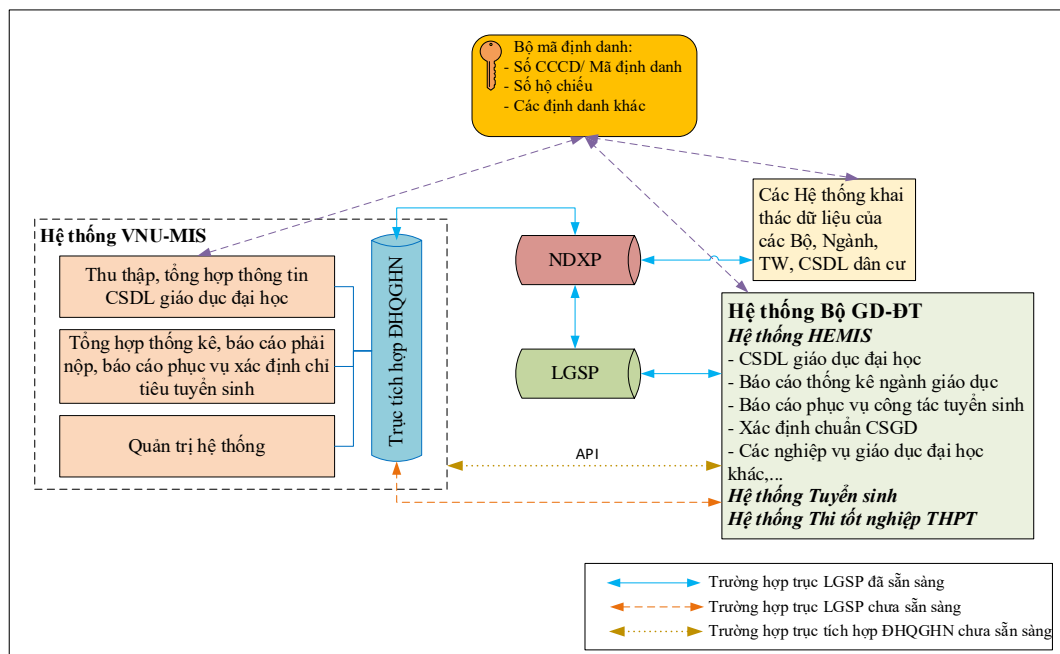 Bộ mã định danh:
- Số CCCD/ Mã định danh
- Số hộ chiếu
- Các định danh khác
Các Hệ thống khai
thác dữ liệu của
các Bộ, Ngành,
TW, CSDL dân cư
Hệ thống VNU-MIS
Thu thập, tổng hợp thông tin
CSDL giáo dục đại học
Tổng hợp thống kê, báo cáo phải
nộp, báo cáo phục vụ xác định chỉ
tiêu tuyển sinh
Quản trị hệ thống
Trục tích hợp ĐHQGHN
NDXP
LGSP
API
Hệ thống Bộ GD-ĐT
Hệ thống HEMIS
- CSDL giáo dục đại học
- Báo cáo thống kê ngành giáo dục
- Báo cáo phục vụ công tác tuyển sinh
- Xác định chuẩn CSGD
- Các nghiệp vụ giáo dục đại học
khác,...
Hệ thống Tuyển sinh
Hệ thống Thi tốt nghiệp THPT
Trường hợp trục LGSP đã sẵn sàng
Trường hợp trục LGSP chưa sẵn sàng
Trường hợp trục tích hợp ĐHQGHN chưa sẵn sàng